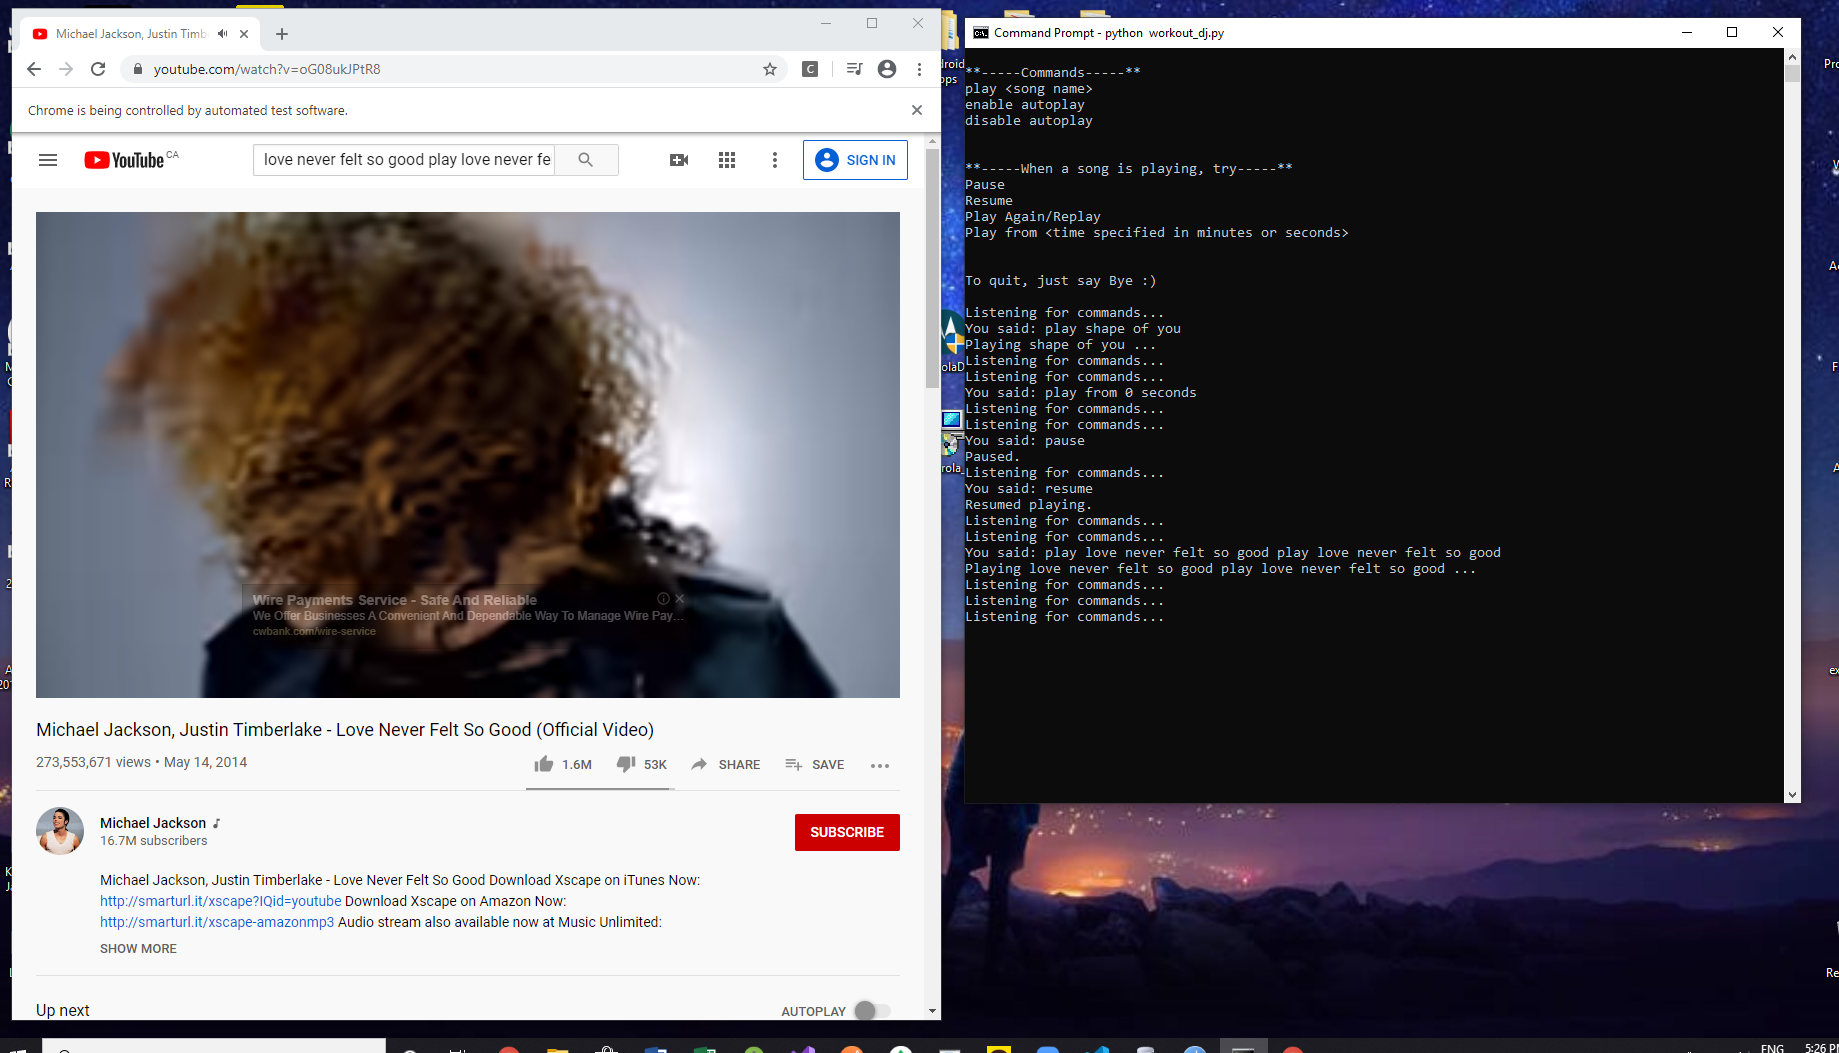 Michael Jackson, Justin Timb
youtube.com/watch?v=oG08ukJPtR8
C
Chrome is being controlled by automated test software.
YouTube CA
love never felt so good play love never fe
SIGN IN
Wire Payments Service - Safe And Reliable
We Offer Businesses A Convenient And Dependable Way To Manage Wire Pay...
cwbank.com/wire-service
Michael Jackson, Justin Timberlake - Love Never Felt So Good (Official Video)
273,553,671 views • May 14, 2014
1.6M
53K
SHARE
SAVE
Michael Jackson
16.7M subscribers
SUBSCRIBE
Michael Jackson, Justin Timberlake - Love Never Felt So Good Download Xscape on iTunes Now:
http://smarturl.it/xscape?IQid=youtube Download Xscape on Amazon Now:
http://smarturl.it/xscape-amazonmp3 Audio stream also available now at Music Unlimited:
SHOW MORE
Up next
AUTOPLAY
Command Prompt - python workout_dj.py
**-----Commands-----**
play <song name>
enable autoplay
disable autoplay
**-----When a song is playing, try-----**
Pause
Resume
Play Again/Replay
Play from <time specified in minutes or seconds>
To quit, just say Bye :)
Listening for commands...
You said: play shape of you
Playing shape of you ...
Listening for commands...
Listening for commands...
You said: play from 0 seconds
Listening for commands...
Listening for commands...
You said: pause
Paused.
Listening for commands...
You said: resume
Resumed playing.
Listening for commands...
Listening for commands...
You said: play love never felt so good play love never felt so good
Playing love never felt so good play love never felt so good ...
Listening for commands...
Listening for commands...
Listening for commands...
ENG
5:26 PM